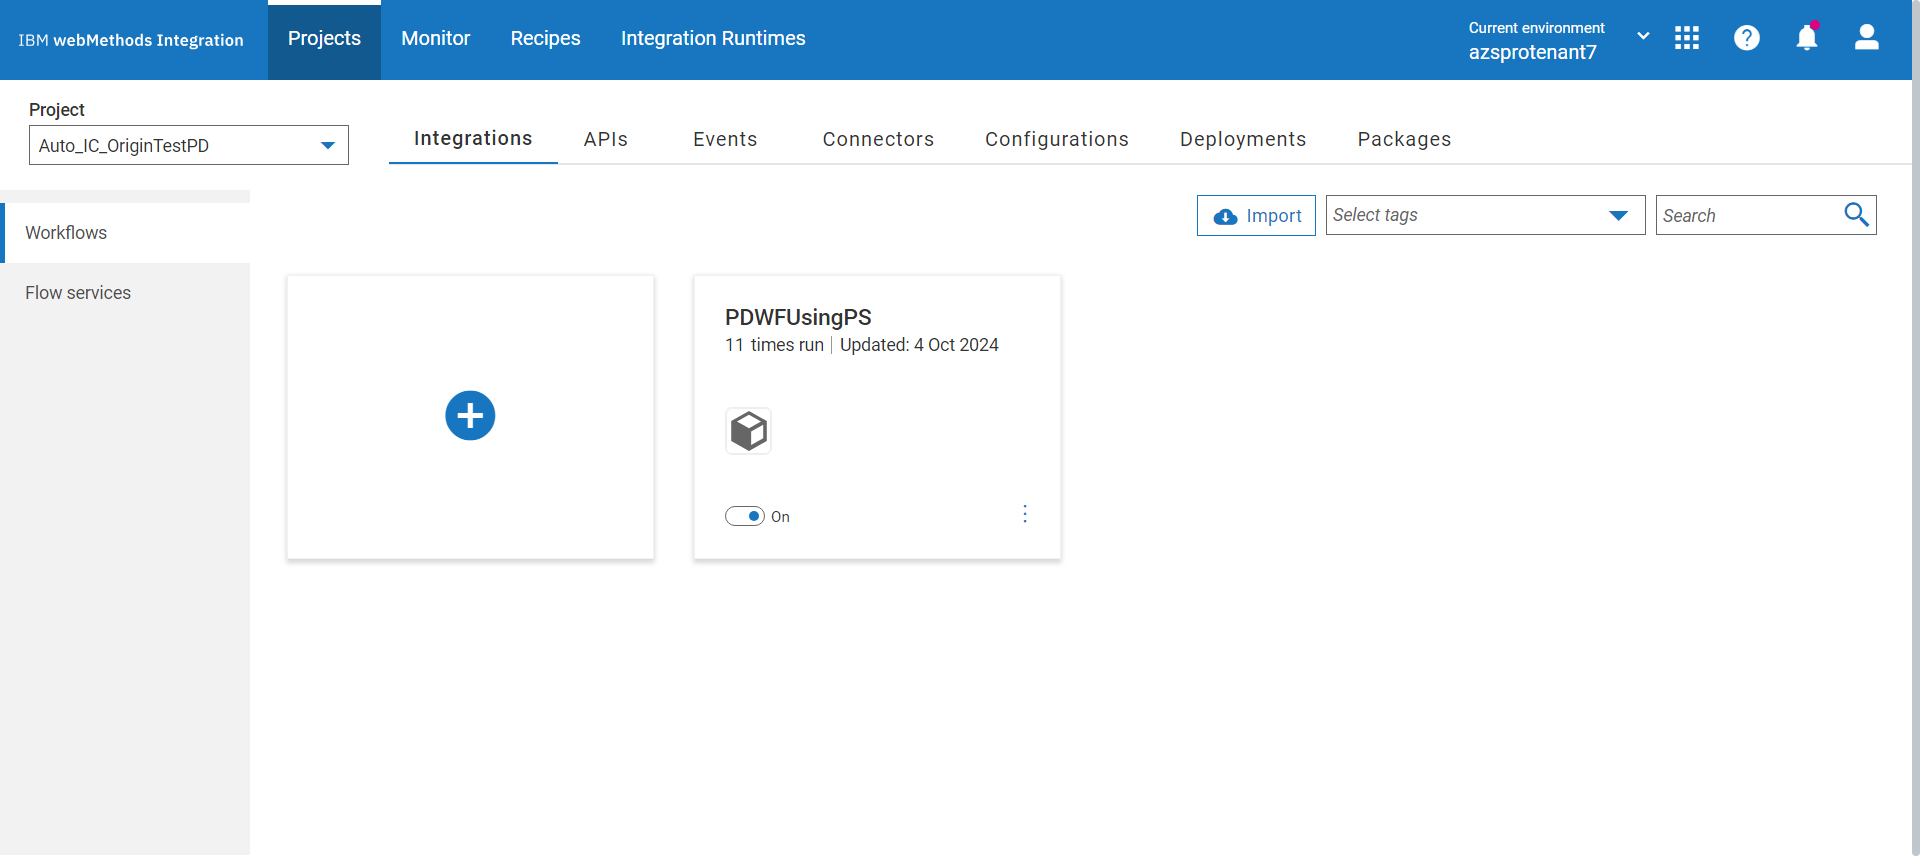 IBM webMethods Integration
Projects
Monitor
Recipes
Integration Runtimes
Current environment
azsprotenant7
Project
Auto_IC_OriginTestPD
Integrations
APIs
Events
Connectors
Configurations
Deployments
Packages
Workflows
Flow services
Import
Select tags
Search
PDWFUsingPS
11 times run | Updated: 4 Oct 2024
On